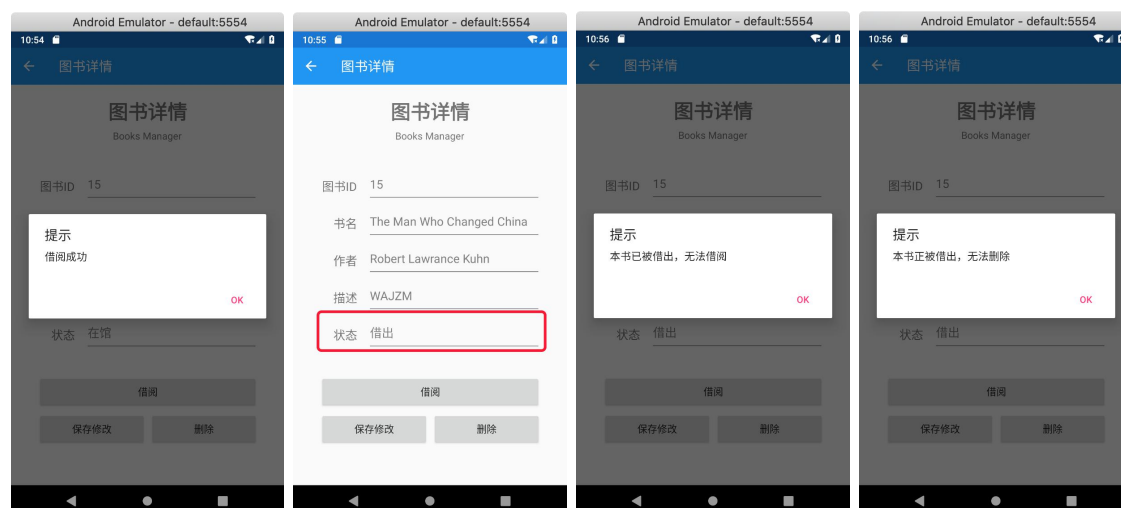 Android Emulator - default:5554
10:54
图书详情
图书详情
Books Manager
图书ID 15
提示
借阅成功
OK
状态 在馆
借阅
保存修改 删除
Android Emulator - default:5554
10:55
图书详情
图书详情
Books Manager
图书ID 15
书名 The Man Who Changed China
作者 Robert Lawrance Kuhn
描述 WAJZM
状态 借出
借阅
保存修改 删除
Android Emulator - default:5554
10:56
图书详情
图书详情
Books Manager
图书ID 15
提示
本书已被借出，无法借阅
OK
状态 借出
借阅
保存修改 删除
Android Emulator - default:5554
10:56
图书详情
图书详情
Books Manager
图书ID 15
提示
本书正被借出，无法删除
OK
状态 借出
借阅
保存修改 删除